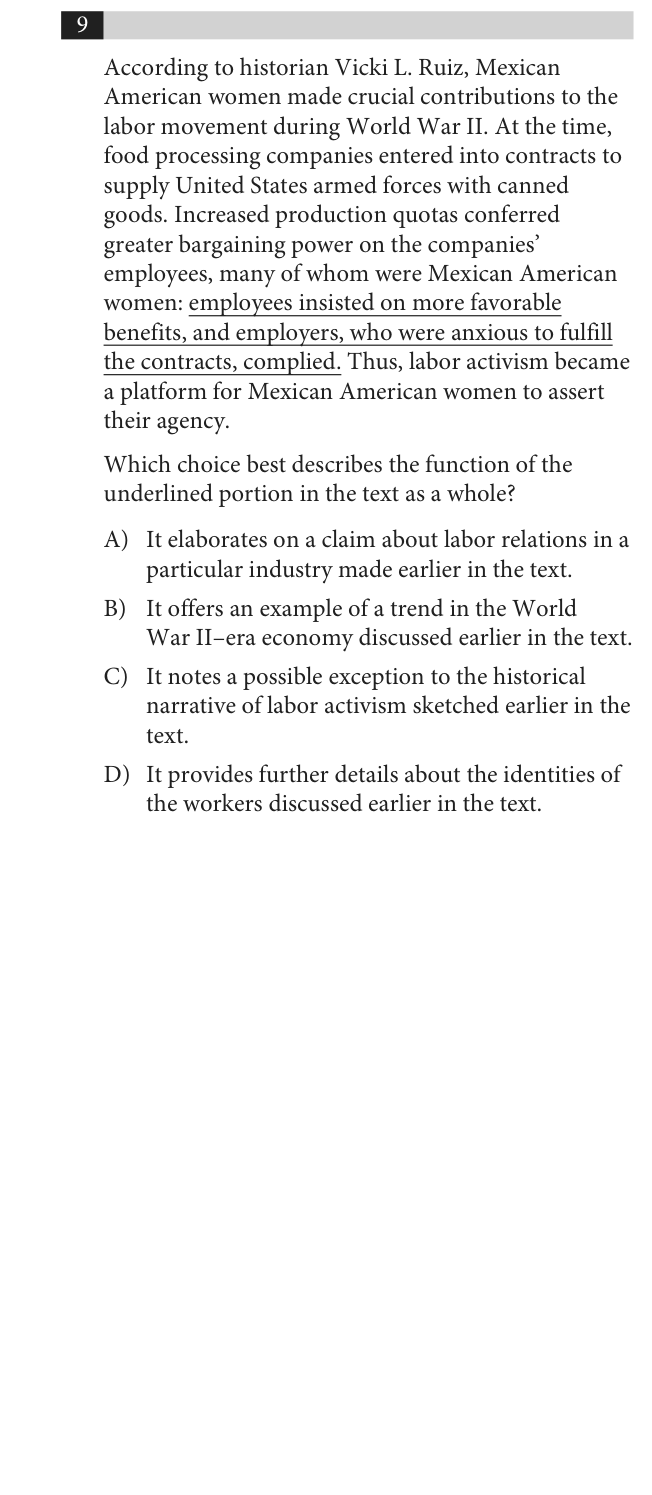 9
According to historian Vicki L. Ruiz, Mexican
American women made crucial contributions to the
labor movement during World War II. At the time,
food processing companies entered into contracts to
supply United States armed forces with canned
goods. Increased production quotas conferred
greater bargaining power on the companies’
employees, many of whom were Mexican American
women: employees insisted on more favorable
benefits, and employers, who were anxious to fulfill
the contracts, complied. Thus, labor activism became
a platform for Mexican American women to assert
their agency.
Which choice best describes the function of the
underlined portion in the text as a whole?
A) It elaborates on a claim about labor relations in a
particular industry made earlier in the text.
B) It offers an example of a trend in the World
War II–era economy discussed earlier in the text.
C) It notes a possible exception to the historical
narrative of labor activism sketched earlier in the
text.
D) It provides further details about the identities of
the workers discussed earlier in the text.